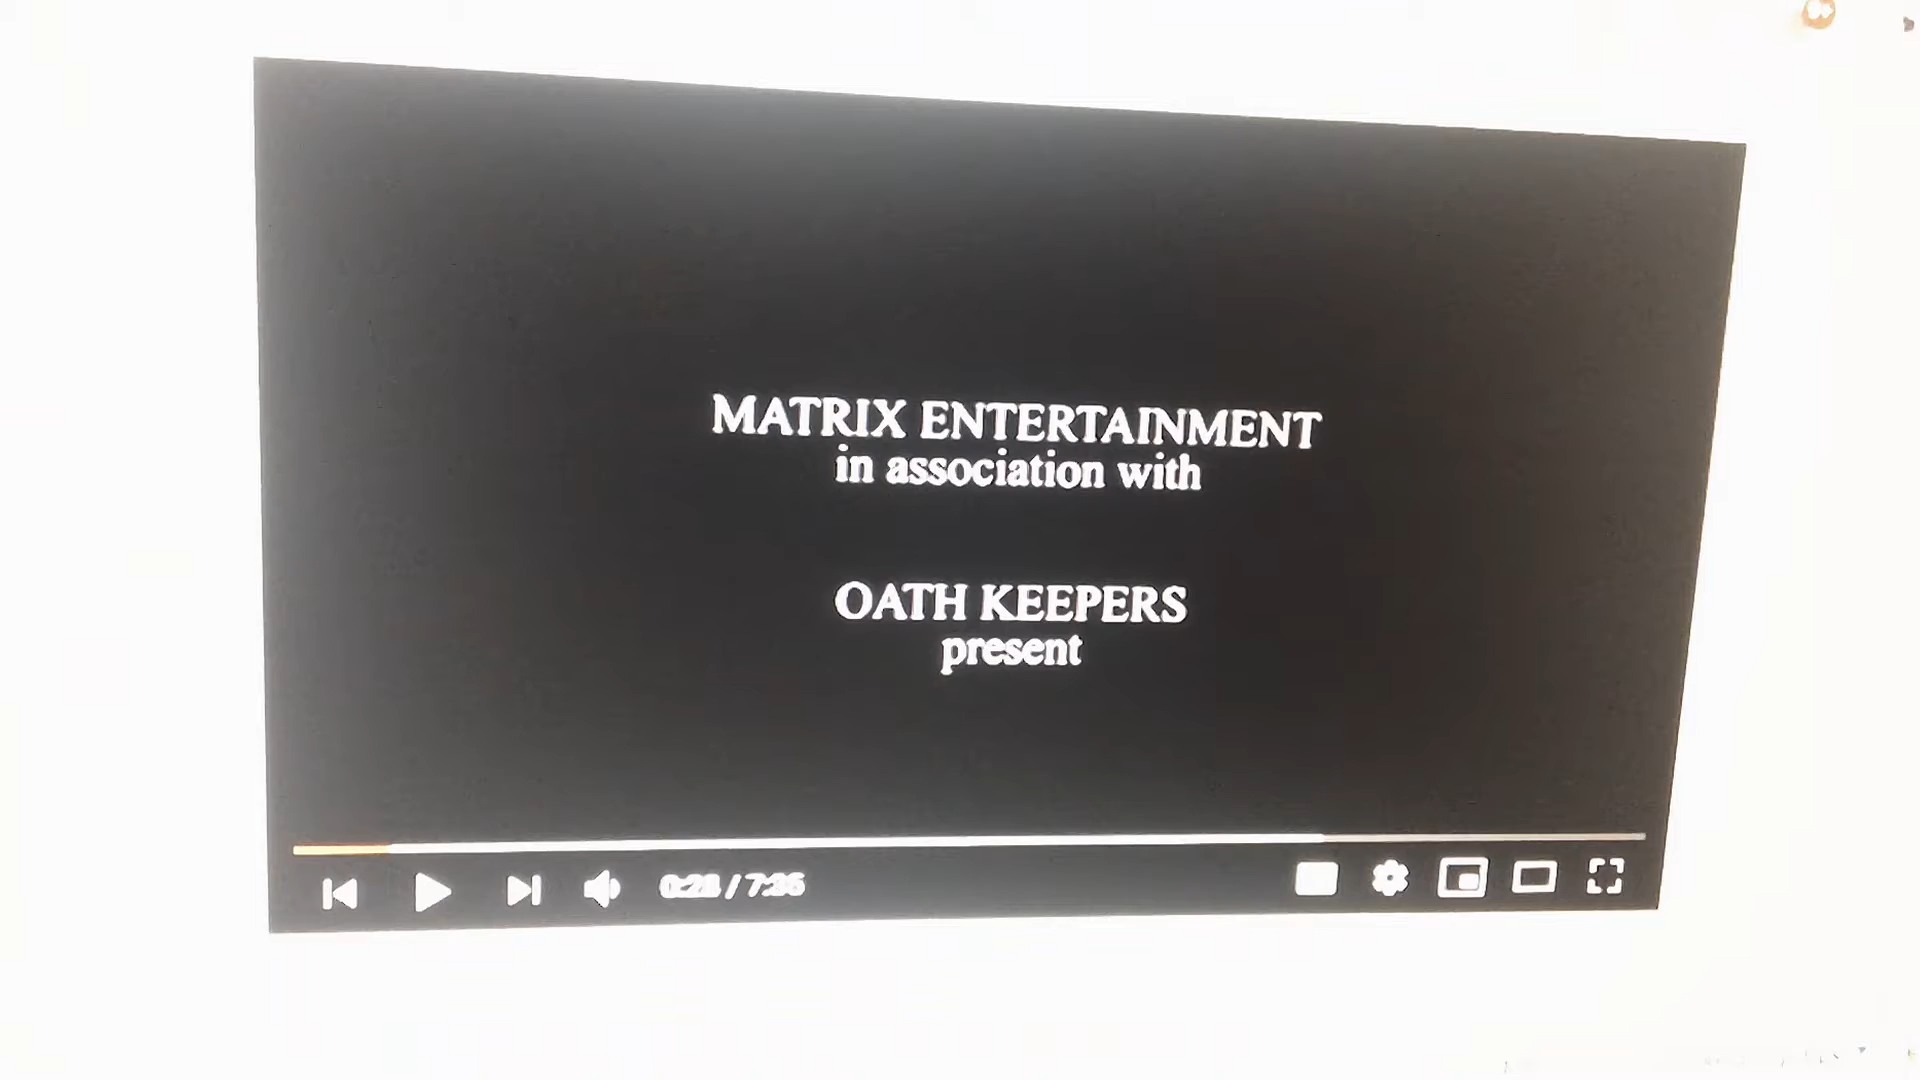 MATRIX ENTERTAINMENT
in association with
OATH KEEPERS
present